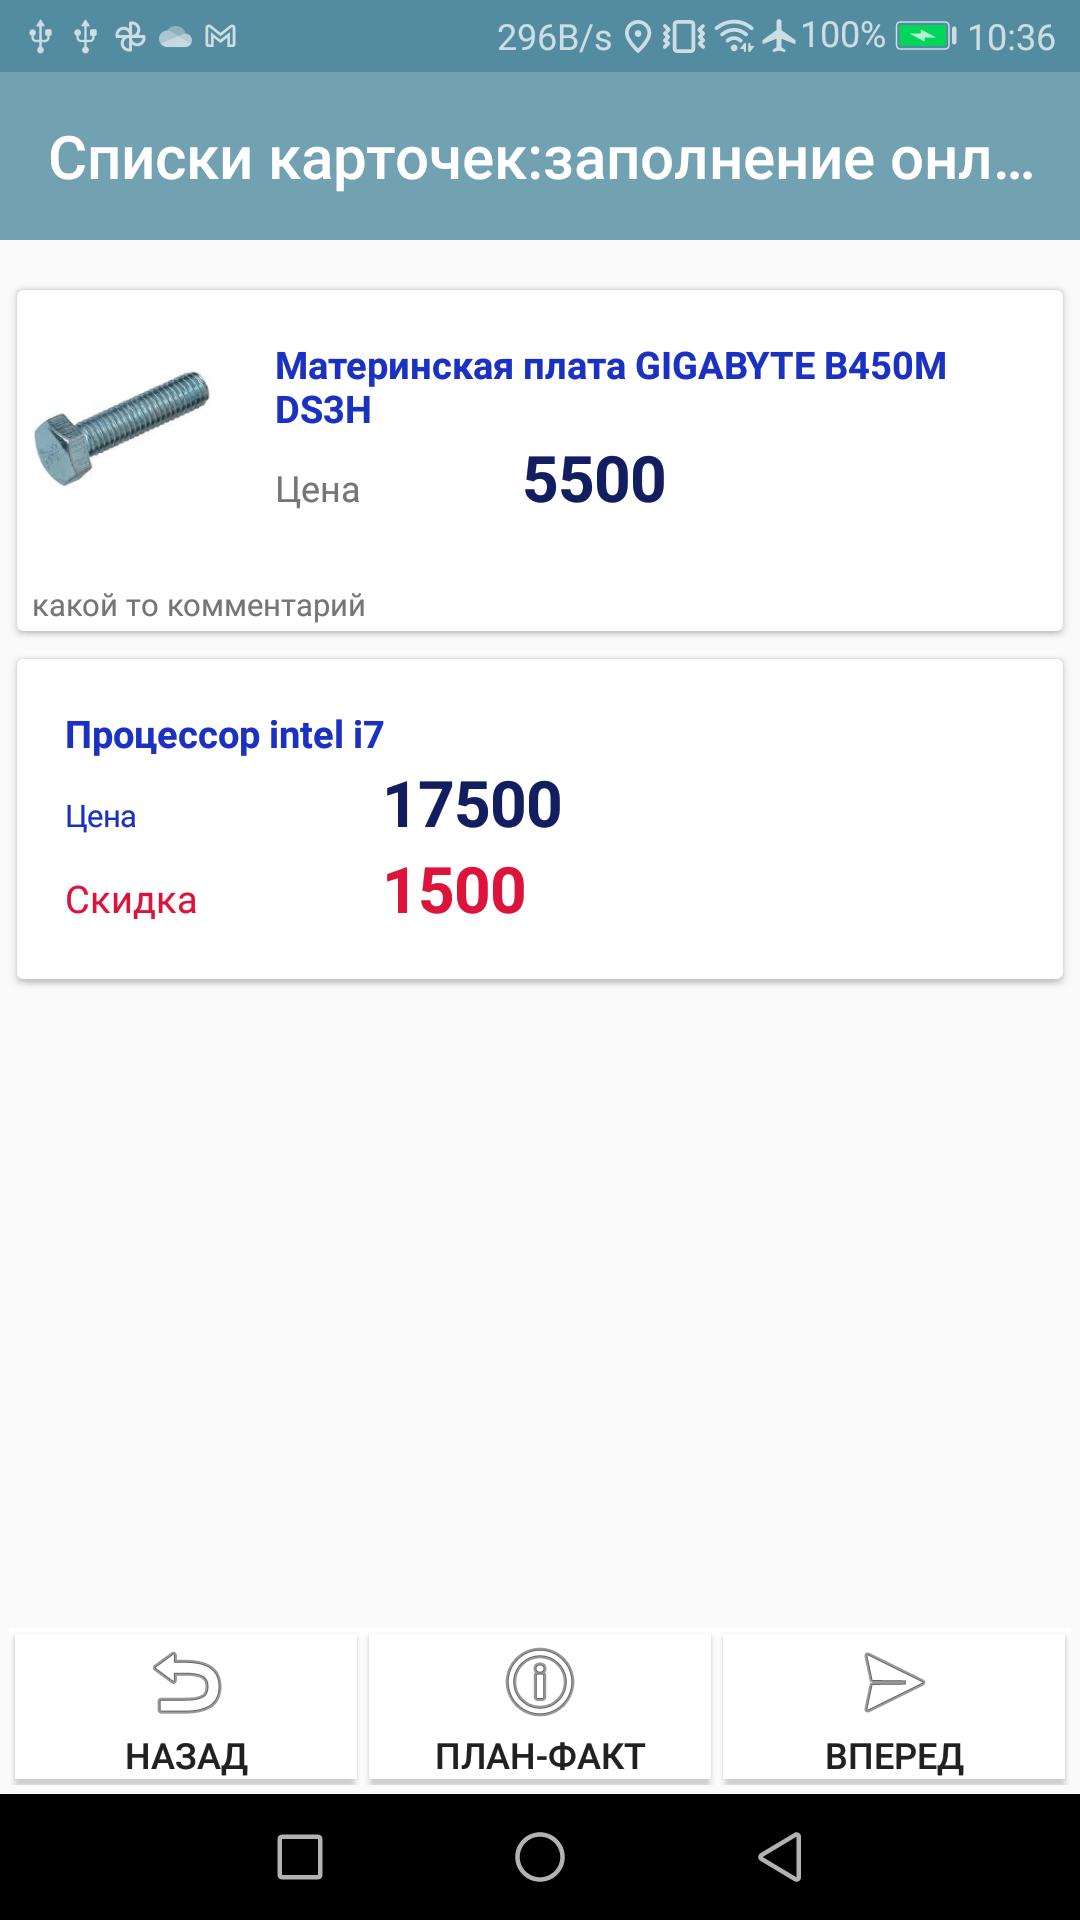 296B/s 100% 10:36
Списки карточек:заполнение онл...
Материнская плата GIGABYTE B450M
DS3H
Цена 5500
какой то комментарий
Процессор intel i7
Цена 17500
Скидка 1500
НАЗАД ПЛАН-ФАКТ ВПЕРЕД